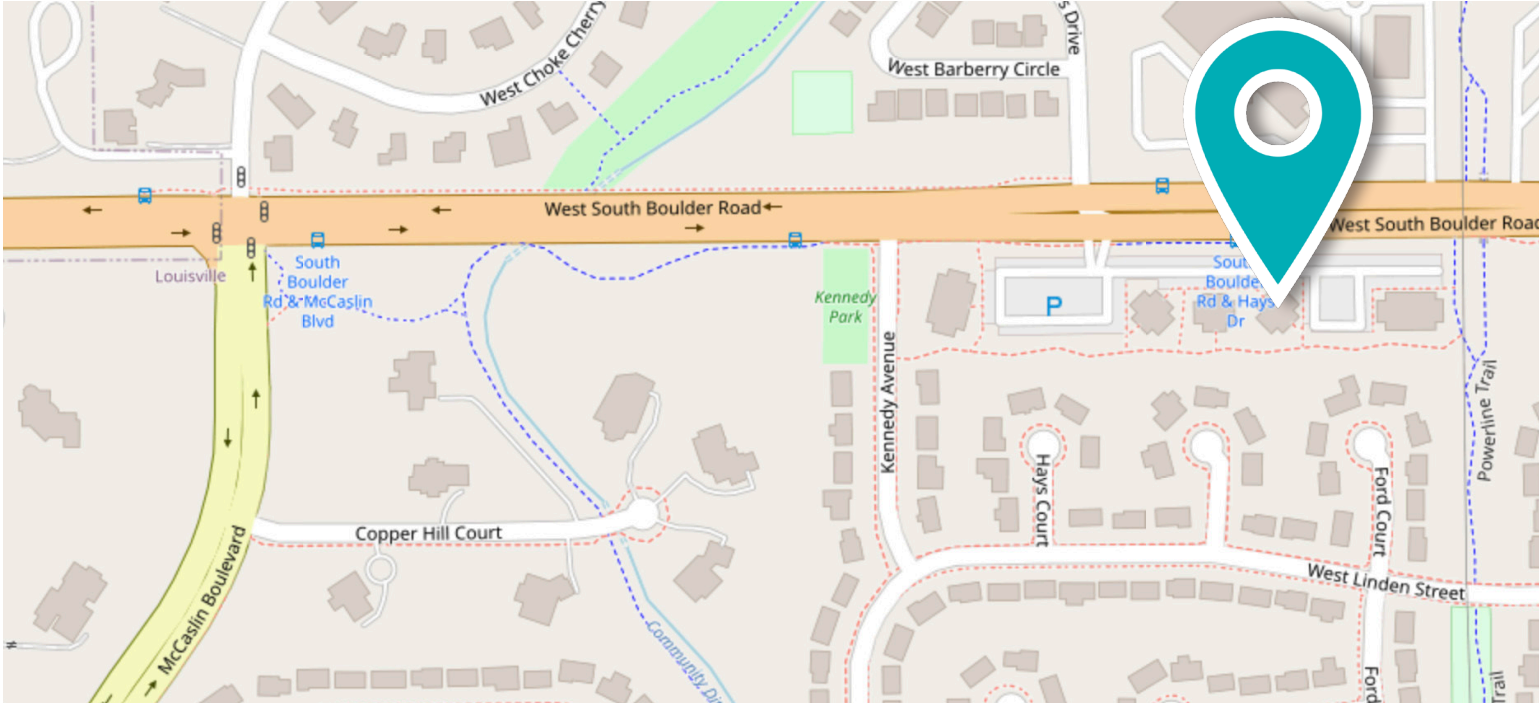 West Choke Cherry
s Drive
West Barberry Circle
West South Boulder Road
West South Boulder Road
Louisville
South
Boulder
Rd & McCaslin
Blvd
Kennedy
Park
P
Boulder
Rd & Hays
Dr
Kennedy Avenue
Powerline Trail
Hays Court
Ford Court
Copper Hill Court
McCaslin Boulevard
West Linden Street
Community Di
Ford
Trail